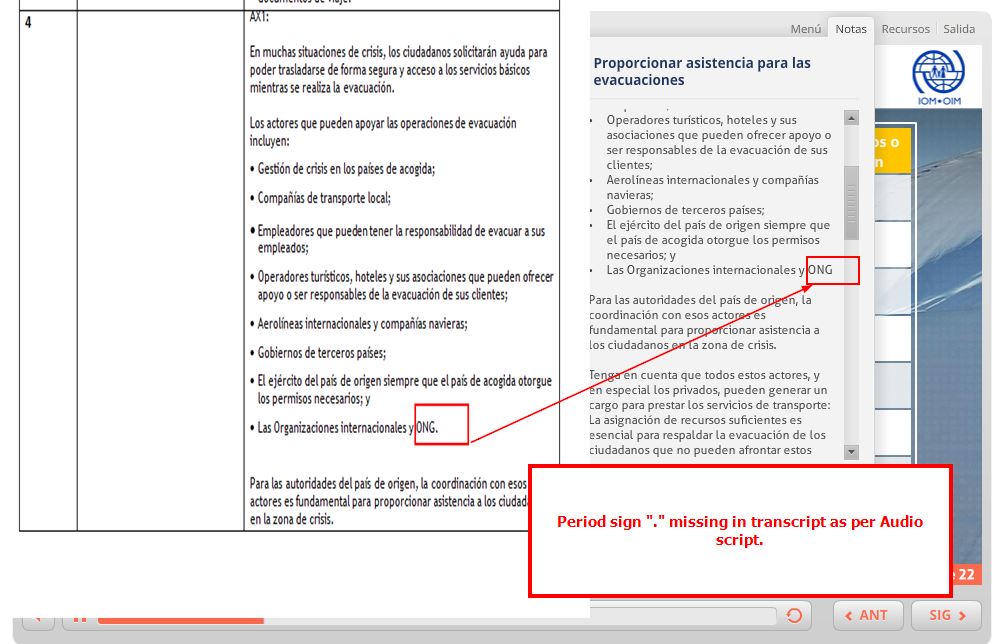 documentos de viaje.
4
AX1:
En muchas situaciones de crisis, los ciudadanos solicitarán ayuda para
poder trasladarse de forma segura y acceso a los servicios básicos
mientras se realiza la evacuación.
Los actores que pueden apoyar las operaciones de evacuación
incluyen:
• Gestión de crisis en los países de acogida;
• Compañías de transporte local;
• Empleadores que pueden tener la responsabilidad de evacuar a sus
empleados;
• Operadores turísticos, hoteles y sus asociaciones que pueden ofrecer
apoyo o ser responsables de la evacuación de sus clientes;
• Aerolíneas internacionales y compañías navieras;
• Gobiernos de terceros países;
• El ejército del país de origen siempre que el país de acogida otorgue
los permisos necesarios; y
• Las Organizaciones internacionales y ONG.
Para las autoridades del país de origen, la coordinación con esos
actores es fundamental para proporcionar asistencia a los
en la zona de crisis.
Menú Notas Recursos Salida
Proporcionar asistencia para las
evacuaciones
• Operadores turísticos, hoteles y sus
asociaciones que pueden ofrecer apoyo o
ser responsables de la evacuación de sus
clientes;
• Aerolíneas internacionales y compañías
navieras;
• Gobiernos de terceros países;
• El ejército del país de origen siempre que
el país de acogida otorgue los permisos
necesarios; y
• Las Organizaciones internacionales y ONG
Para las autoridades del país de origen, la
coordinación con esos actores es
fundamental para proporcionar asistencia a
los ciudadanos en la zona de crisis.
Tenga en cuenta que todos estos actores, y
en especial los privados, pueden generar un
cargo para prestar los servicios de transporte:
La asignación de recursos suficientes es
esencial para respaldar la evacuación de los
ciudadanos que no pueden afrontar estos
IOM•OIM
os o
n
Period sign "." missing in transcript as per Audio
script.
e 22
ANT
SIG